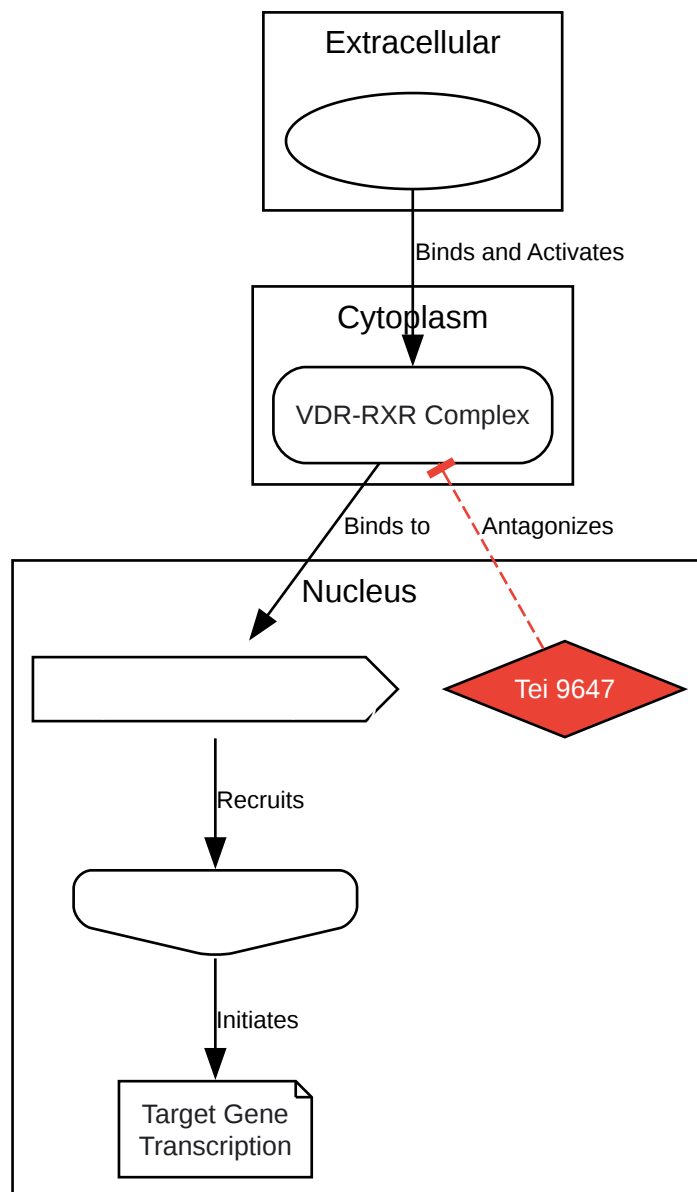 Extracellular
Binds and Activates
Cytoplasm
VDR-RXR Complex
Binds to
Antagonizes
Nucleus
Tei 9647
Recruits
Initiates
Target Gene
Transcription